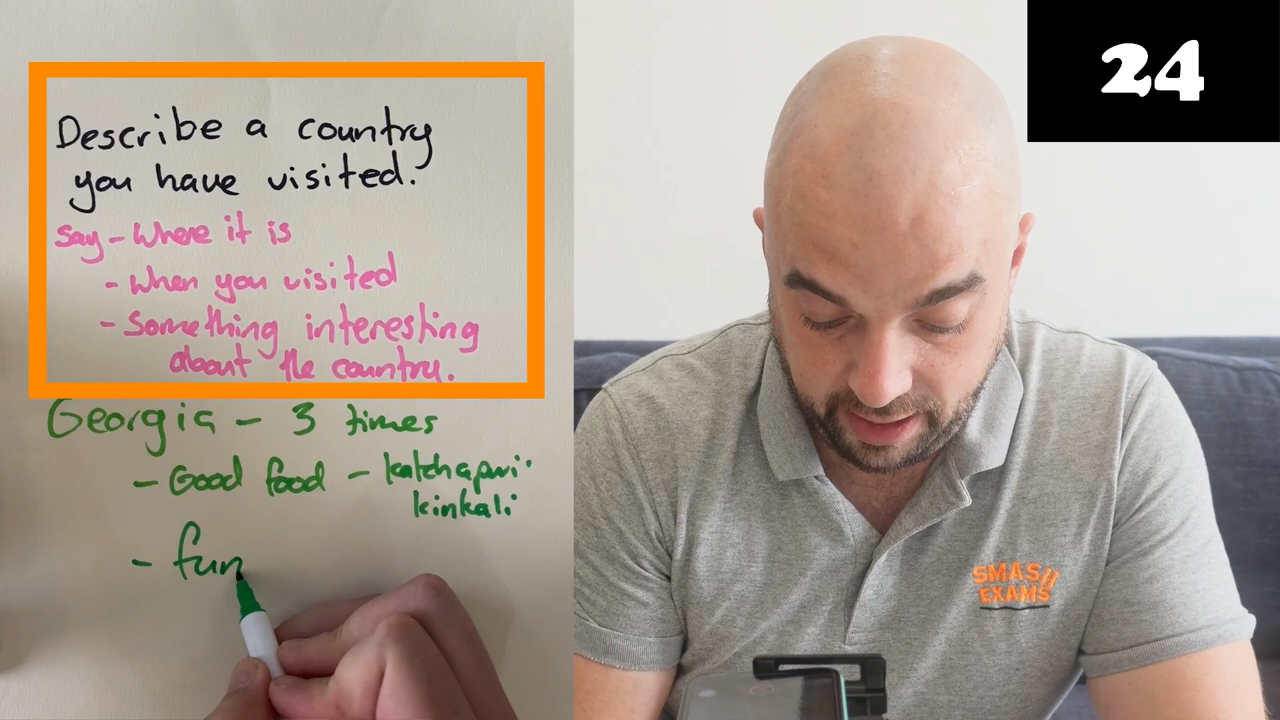 Describe a country
you have visited.
Say - Where it is
- When you visited
- Something interesting
about the country.
Georgia - 3 times
- Good food - katchapuri
kinkali
- fun
24
SMASH
EXAMS